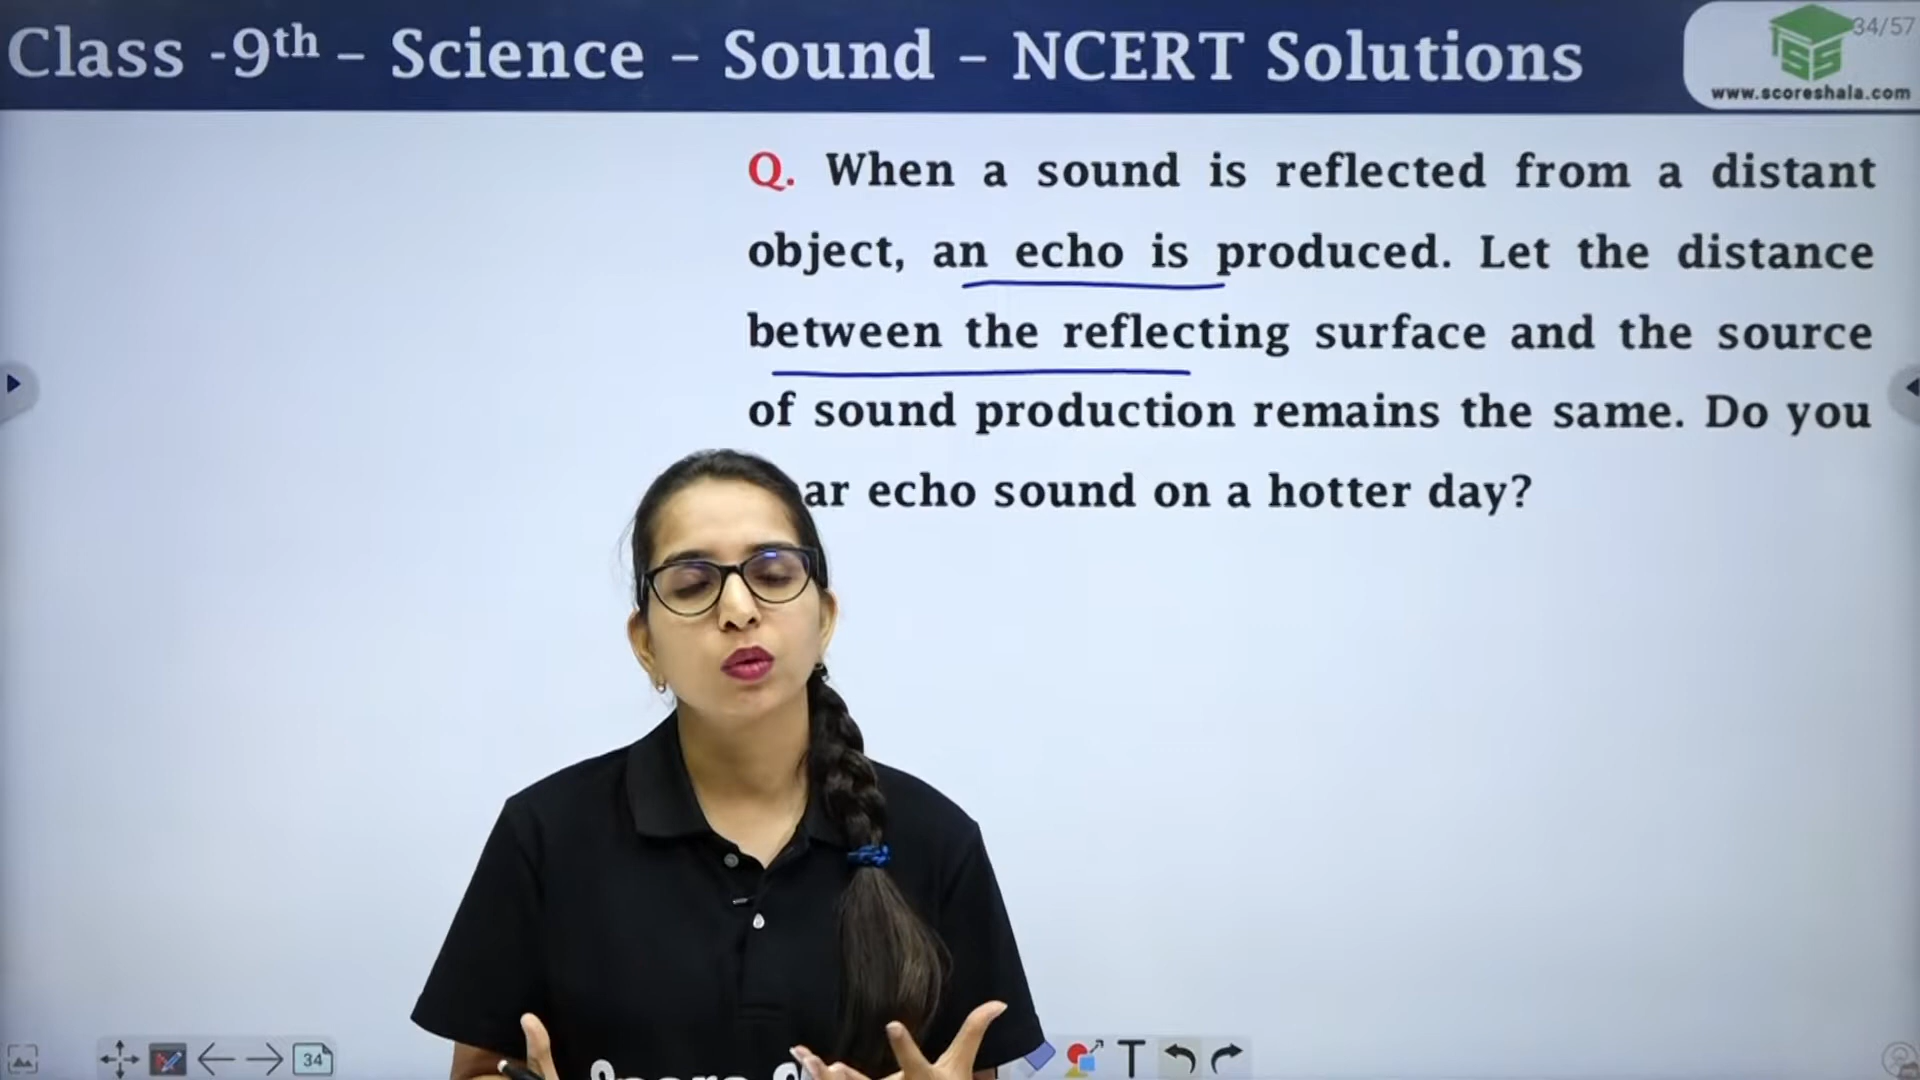 Class -9th – Science – Sound – NCERT Solutions
34/57
www.scoreshala.com
Q. When a sound is reflected from a distant
object, an echo is produced. Let the distance
between the reflecting surface and the source
of sound production remains the same. Do you
ar echo sound on a hotter day?
34
T